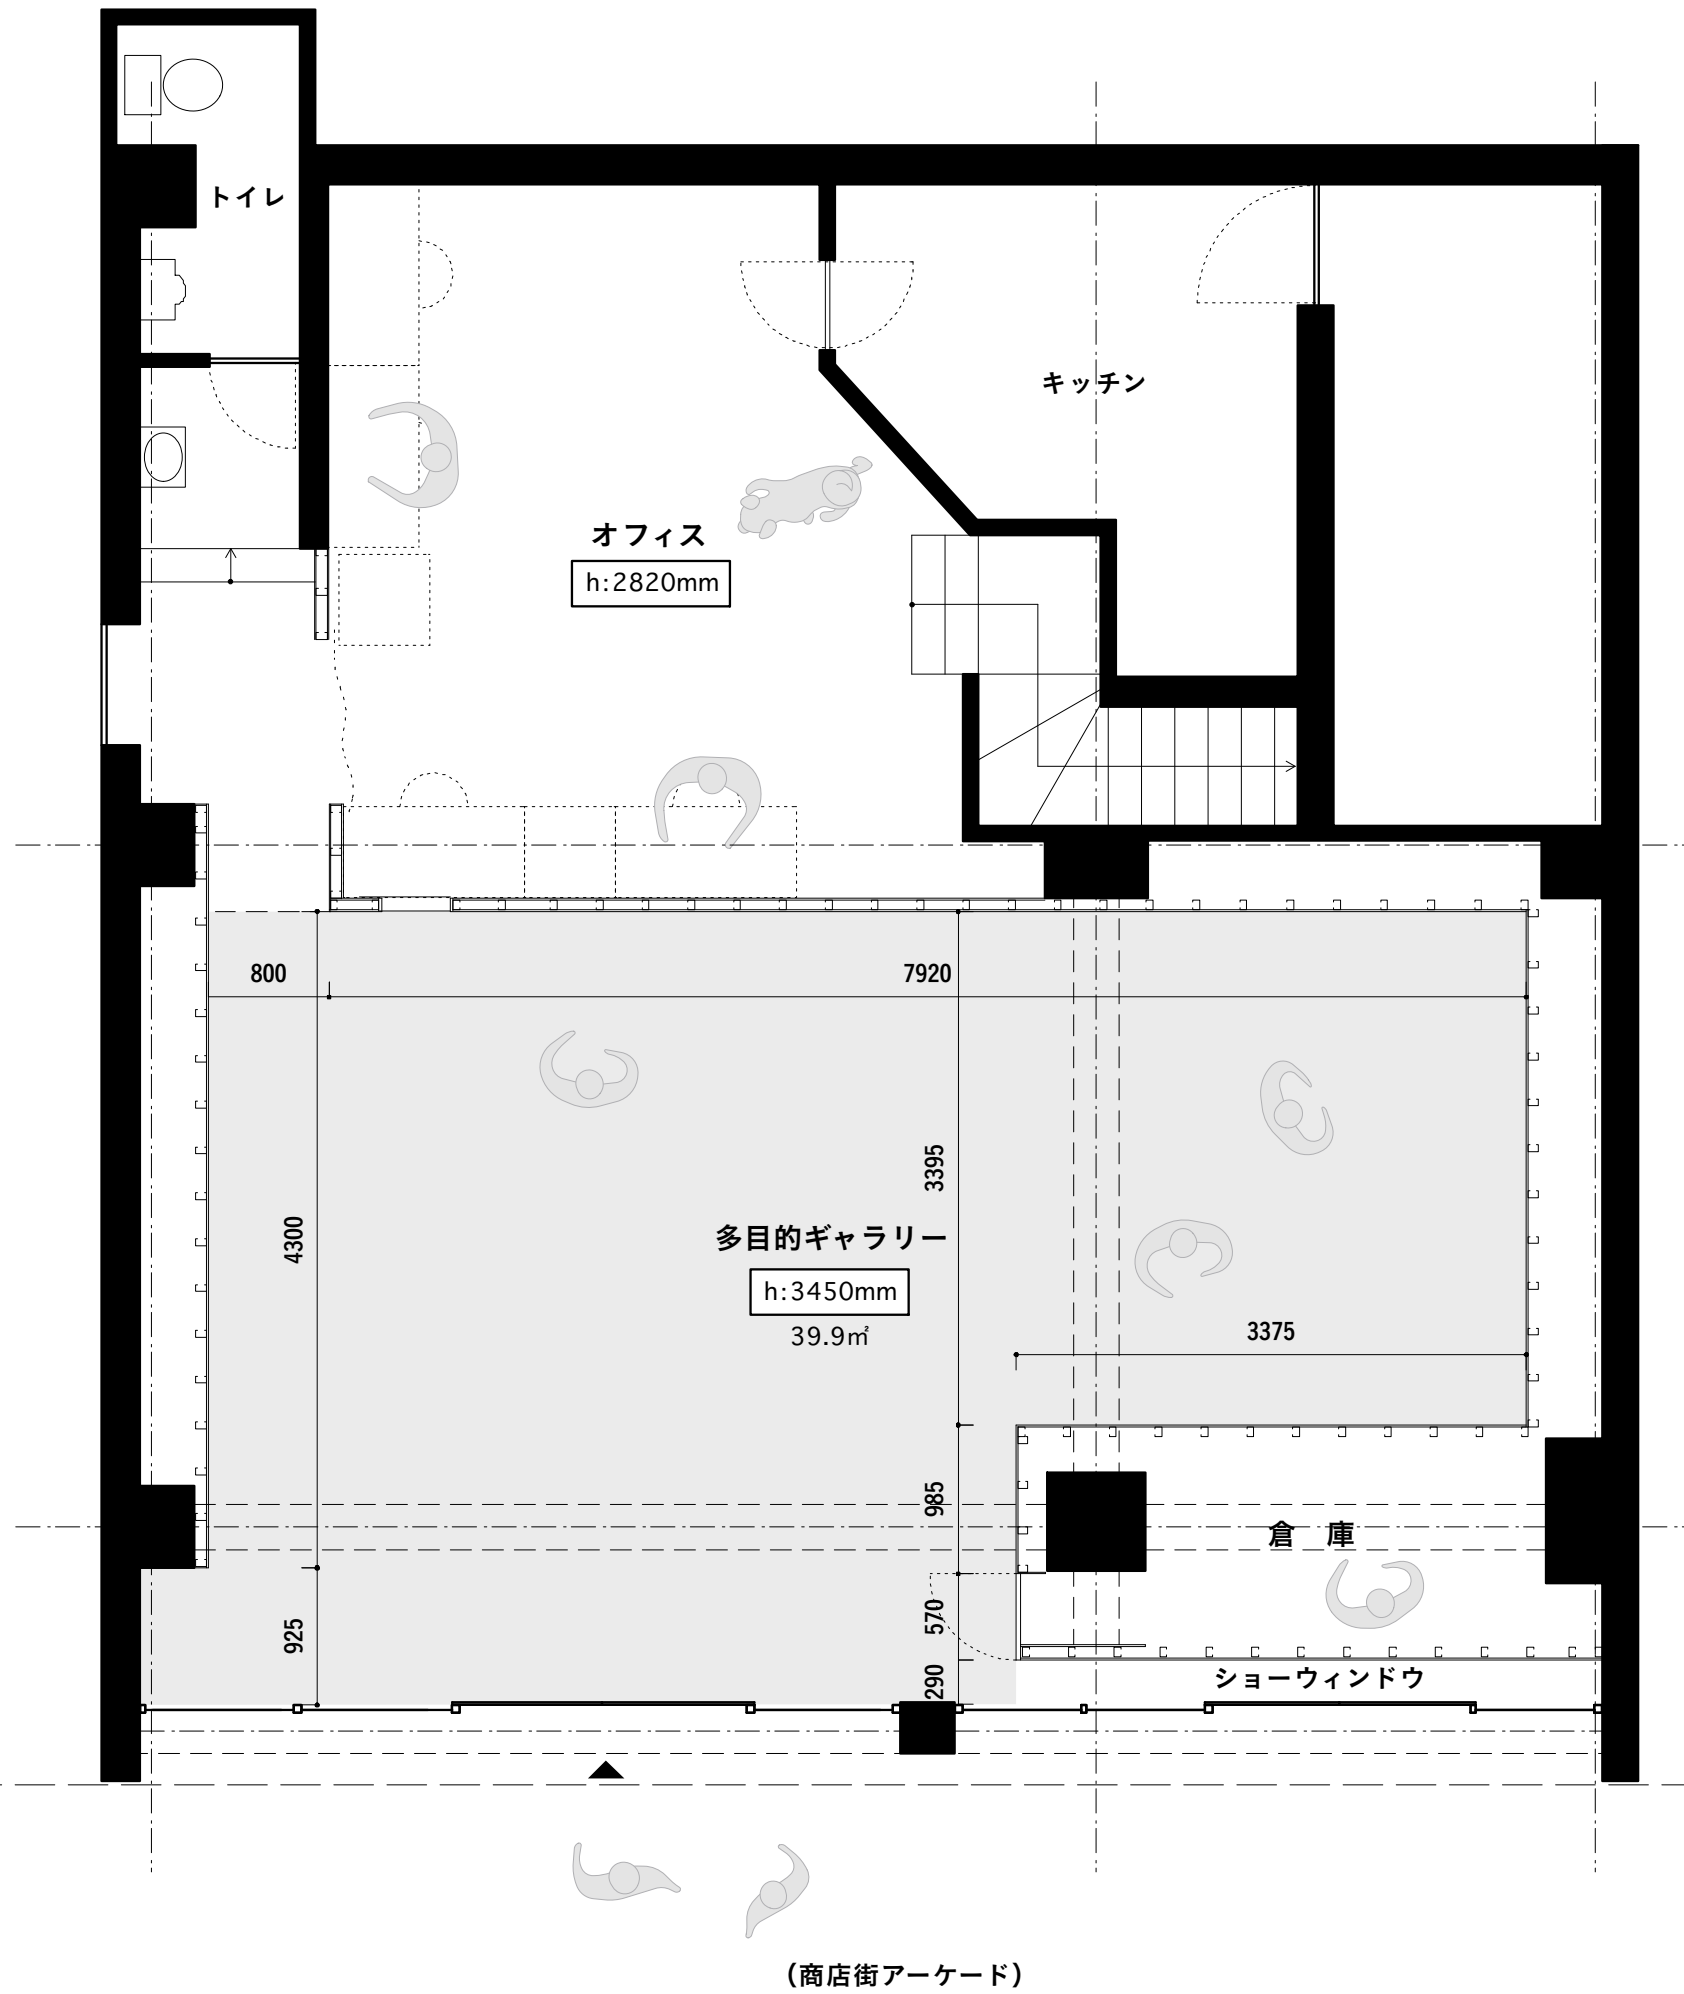 トイレ
キッチン
オフィス
h:2820mm
800
7920
3395
4300
多目的ギャラリー
h:3450mm
39.9㎡
3375
985
倉 庫
570
925
290
ショーウィンドウ
(商店街アーケード)